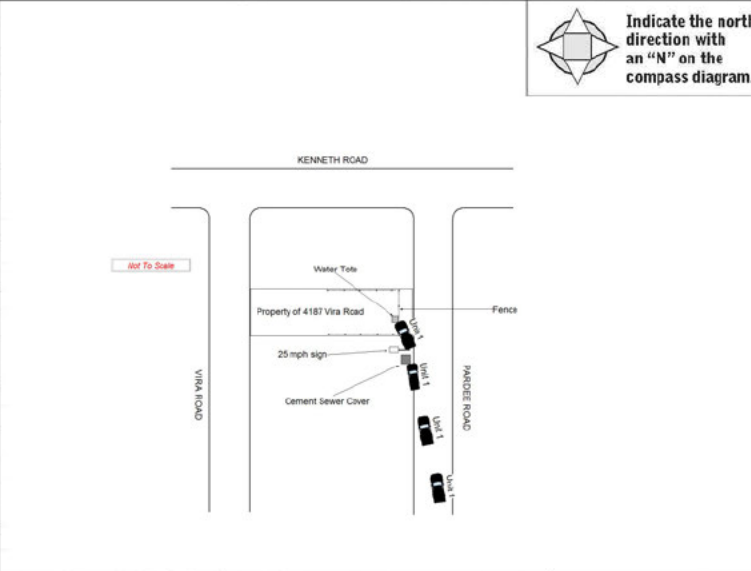 Indicate the north
direction with
an “N” on the
compass diagram
KENNETH ROAD
Not To Scale
Water Tote
Property of 4187 Vira Road
Fence
Unit 1
25 mph sign
Unit 1
VIRA ROAD
PARDEE ROAD
Cement Sewer Cover
Unit 1
Unit 1